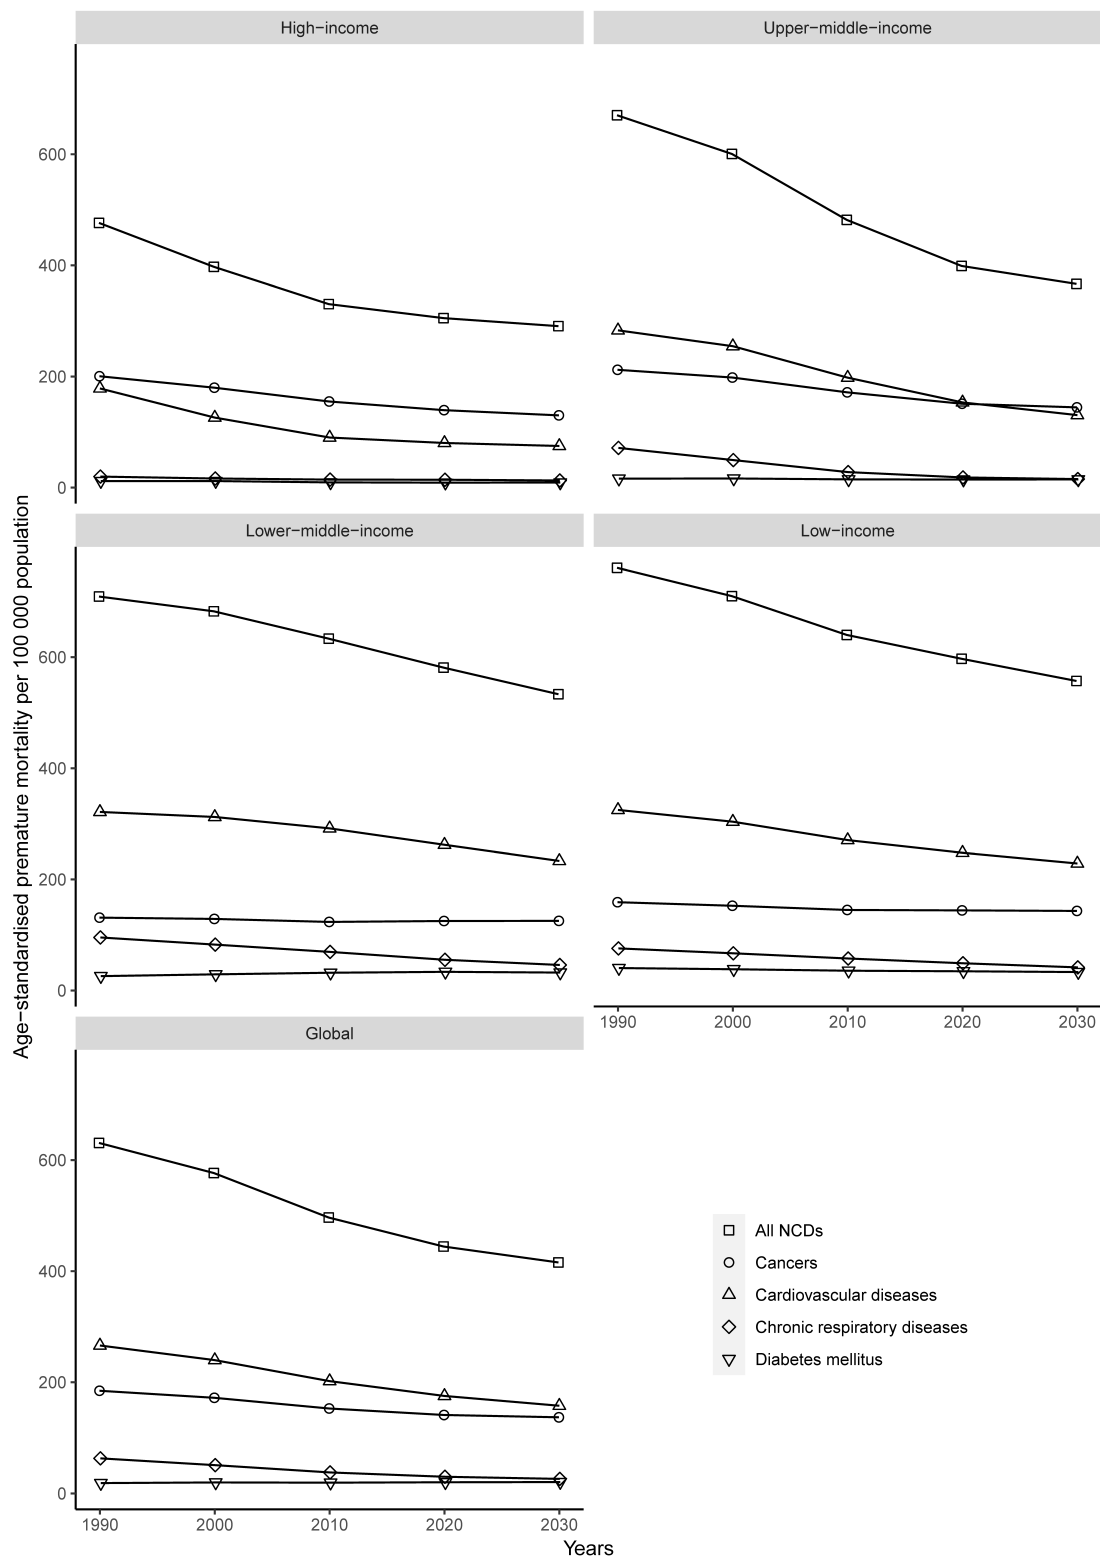 High−income
Upper−middle−income
600
400
200
0
Lower−middle−income
Low−income
600
400
200
0
1990 2000 2010 2020 2030
Global
600
400
200
0
1990 2000 2010 2020 2030
Years
Age−standardised premature mortality per 100 000 population
All NCDs
Cancers
Cardiovascular diseases
Chronic respiratory diseases
Diabetes mellitus